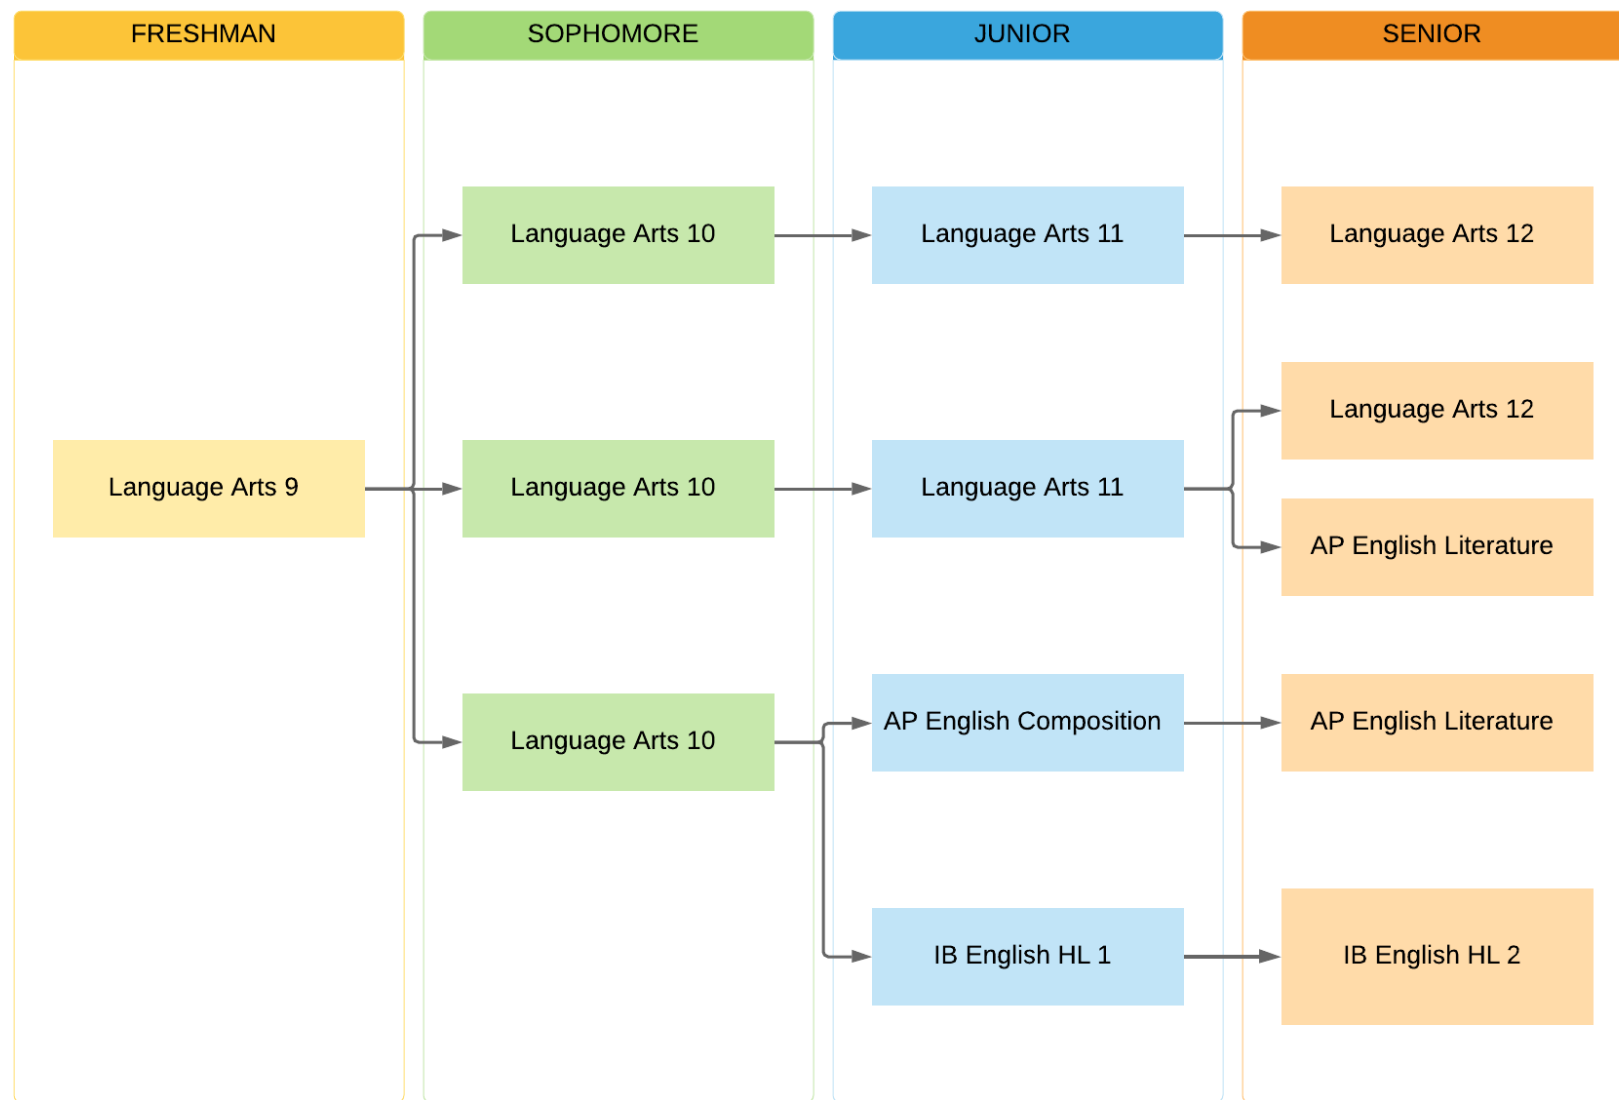 FRESHMAN
SOPHOMORE
JUNIOR
SENIOR
Language Arts 10
Language Arts 11
Language Arts 12
Language Arts 12
Language Arts 9
Language Arts 10
Language Arts 11
AP English Literature
Language Arts 10
AP English Composition
AP English Literature
IB English HL 1
IB English HL 2